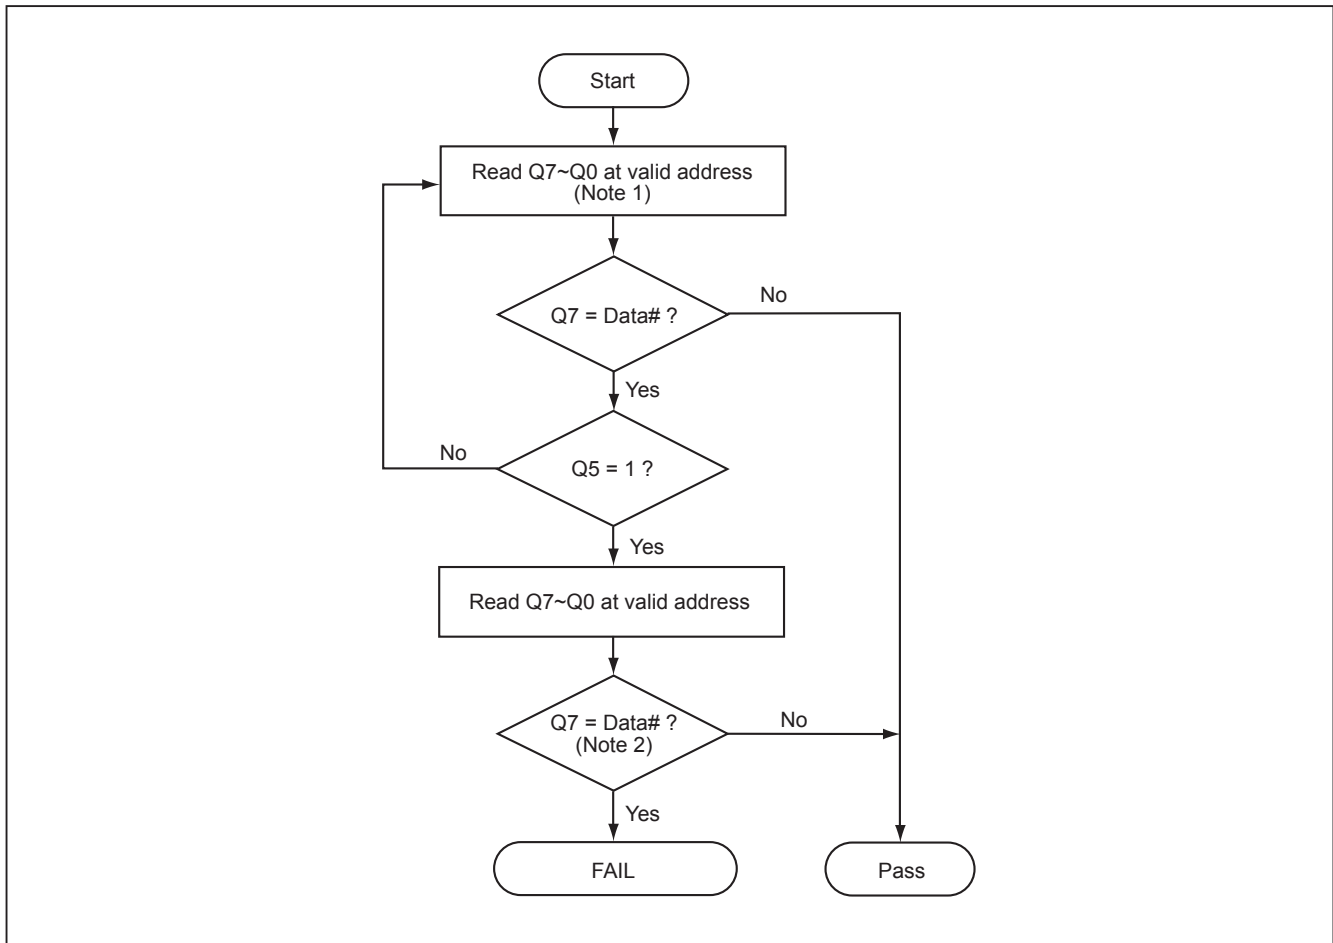 Start
Read Q7~Q0 at valid address
(Note 1)
Q7 = Data# ?
No
Yes
No
Q5 = 1 ?
Yes
Read Q7~Q0 at valid address
Q7 = Data# ?
(Note 2)
No
Yes
FAIL
Pass